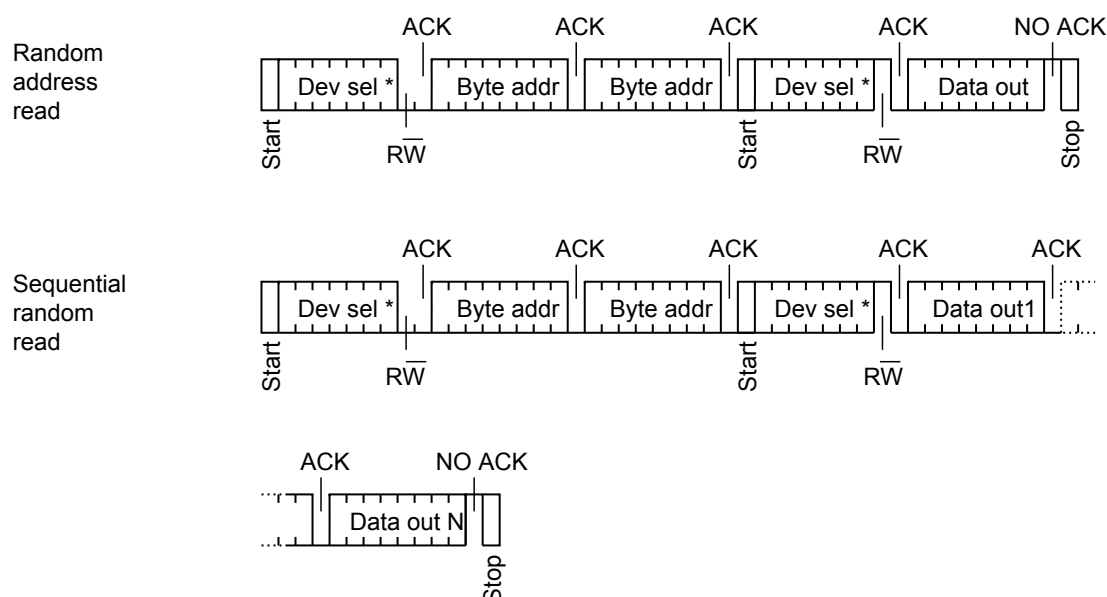 ACK ACK ACK ACK NO ACK
Random
address
read
Dev sel * Byte addr Byte addr Dev sel * Data out
Start RW̅ Start RW̅ Stop
ACK ACK ACK ACK ACK
Sequential
random
read
Dev sel * Byte addr Byte addr Dev sel * Data out1
Start RW̅ Start RW̅
ACK NO ACK
Data out N
Stop